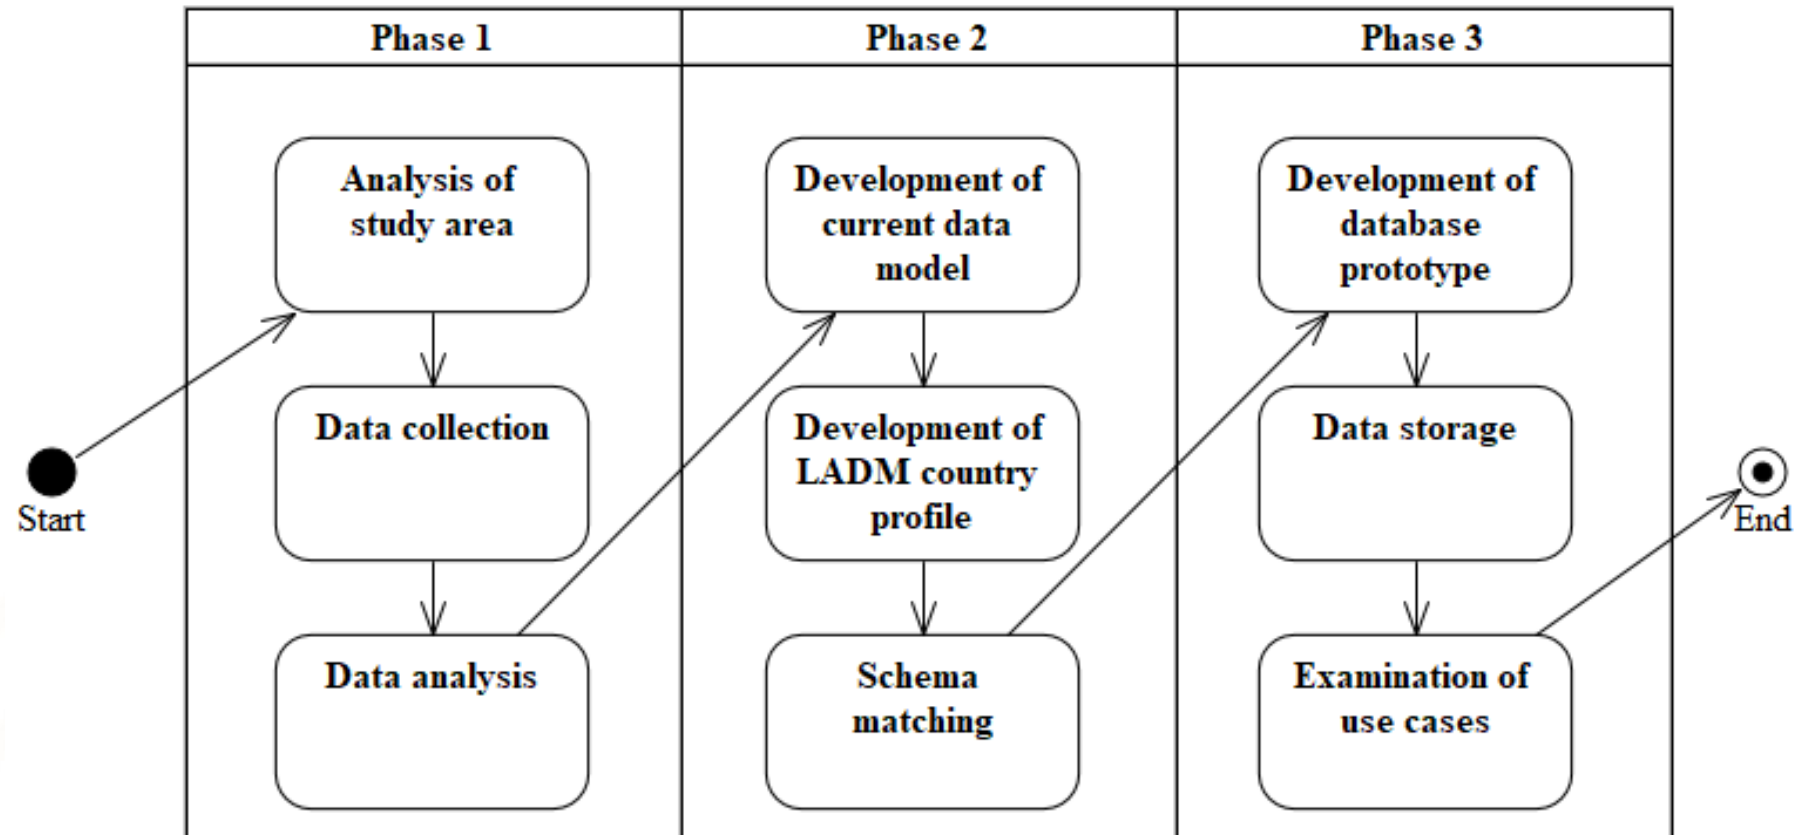 Phase 1
Phase 2
Phase 3
Analysis of
study area
Data collection
Data analysis
Development of
current data
model
Development of
LADM country
profile
Schema
matching
Development of
database
prototype
Data storage
Examination of
use cases
Start
End